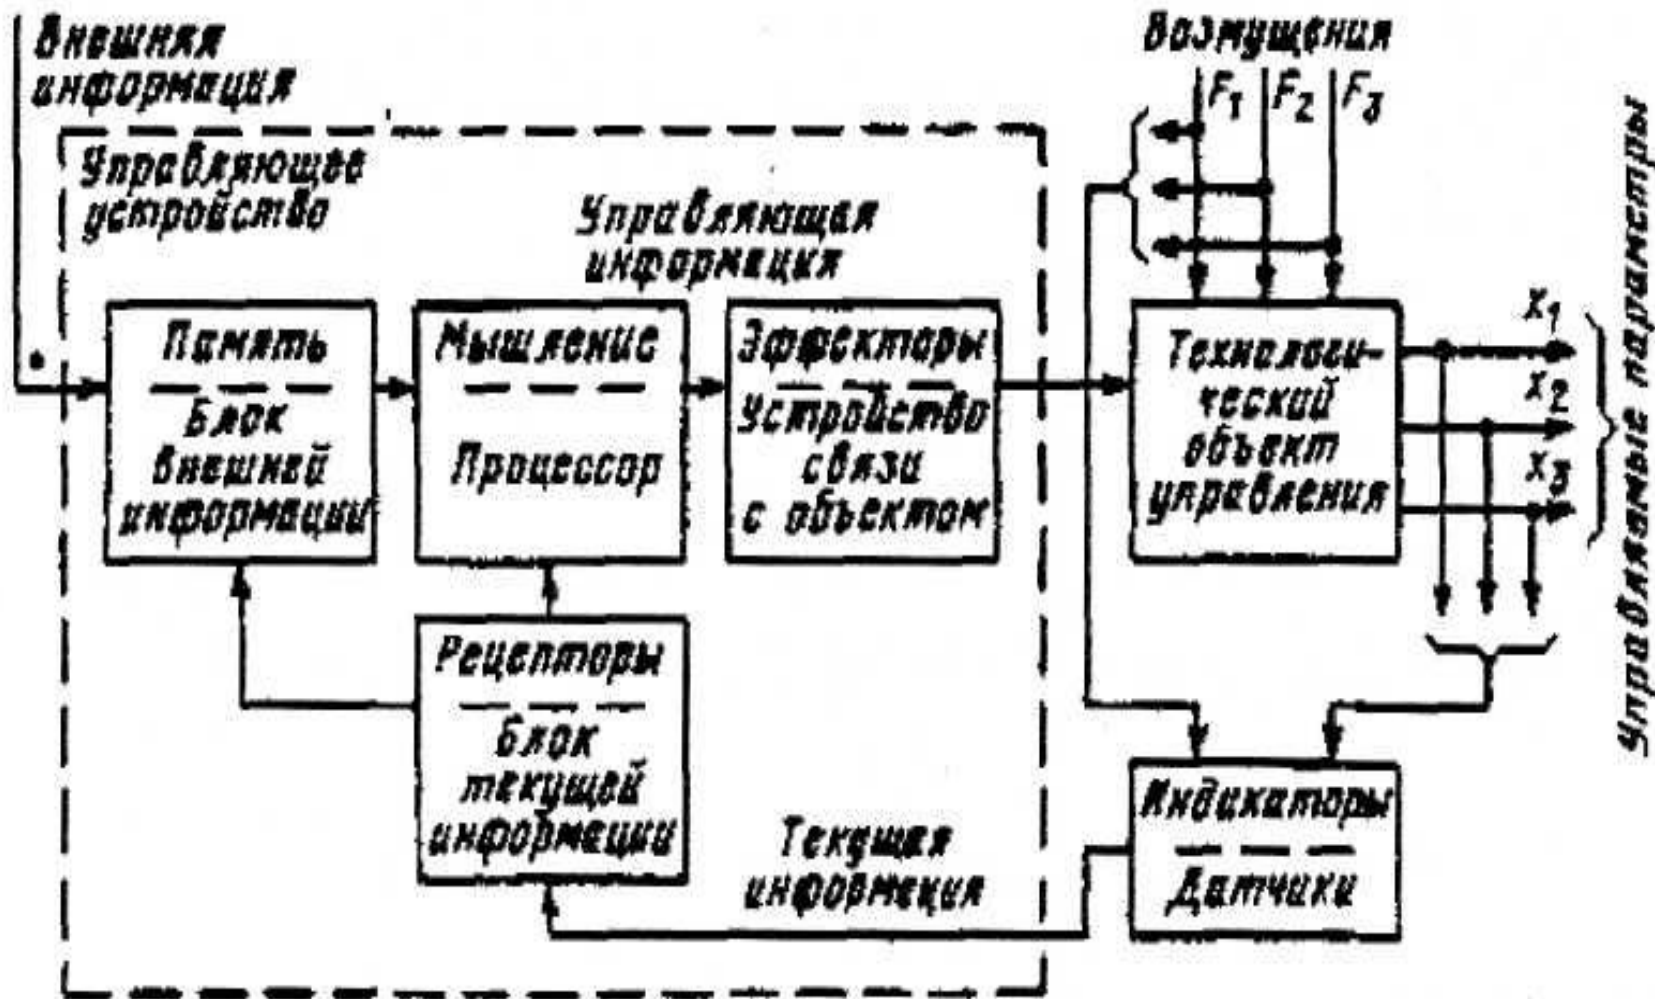 Внешняя
информация
Возмущения
F1 F2 F3
Управляющее
устройство
Управляющая
информация
Память
Блок
внешней
информации
Мышление
Процессор
Эффекторы
Устройство
связи
с объектом
Технологи-
ческий
объект
управления
X1
X2
X3
Управляемые параметры
Рецепторы
Блок
текущей
информации
Текущая
информация
Индикаторы
Датчики